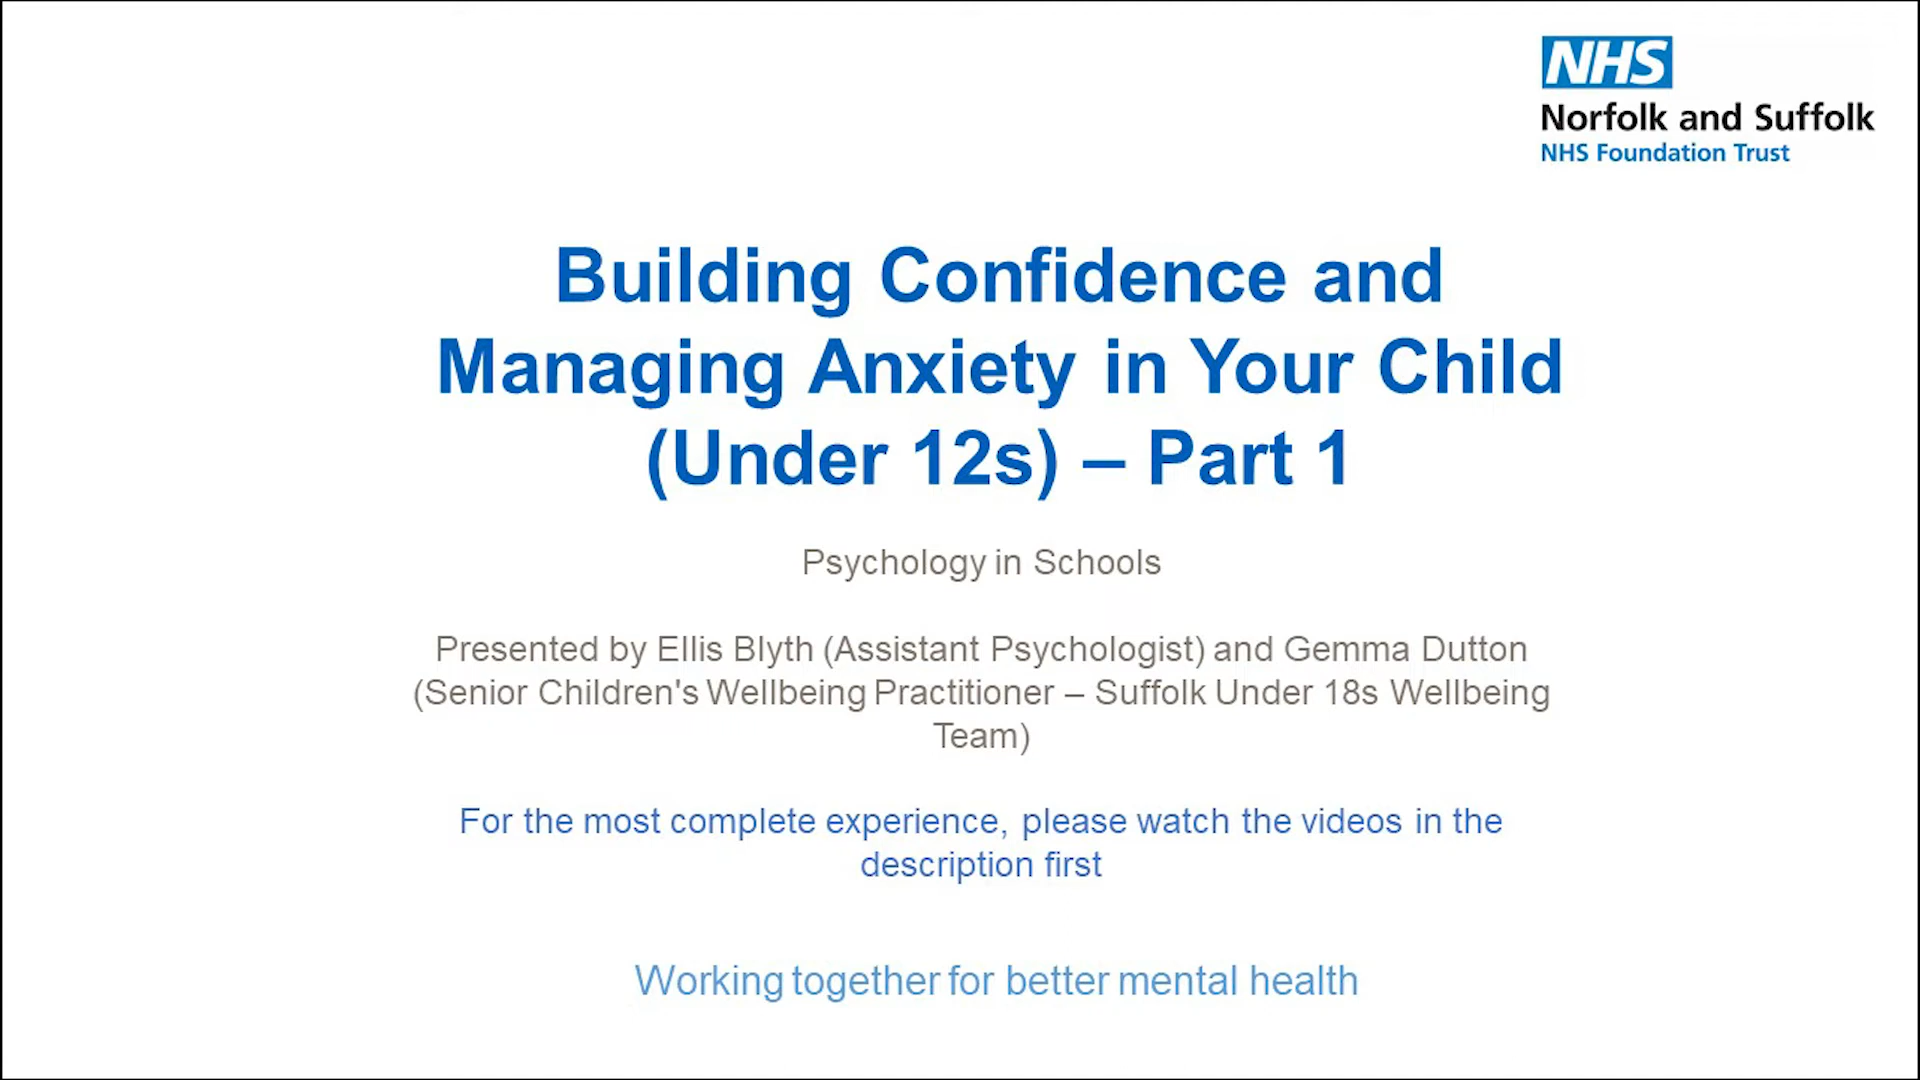 NHS
Norfolk and Suffolk
NHS Foundation Trust
Building Confidence and
Managing Anxiety in Your Child
(Under 12s) – Part 1
Psychology in Schools
Presented by Ellis Blyth (Assistant Psychologist) and Gemma Dutton
(Senior Children's Wellbeing Practitioner – Suffolk Under 18s Wellbeing
Team)
For the most complete experience, please watch the videos in the
description first
Working together for better mental health